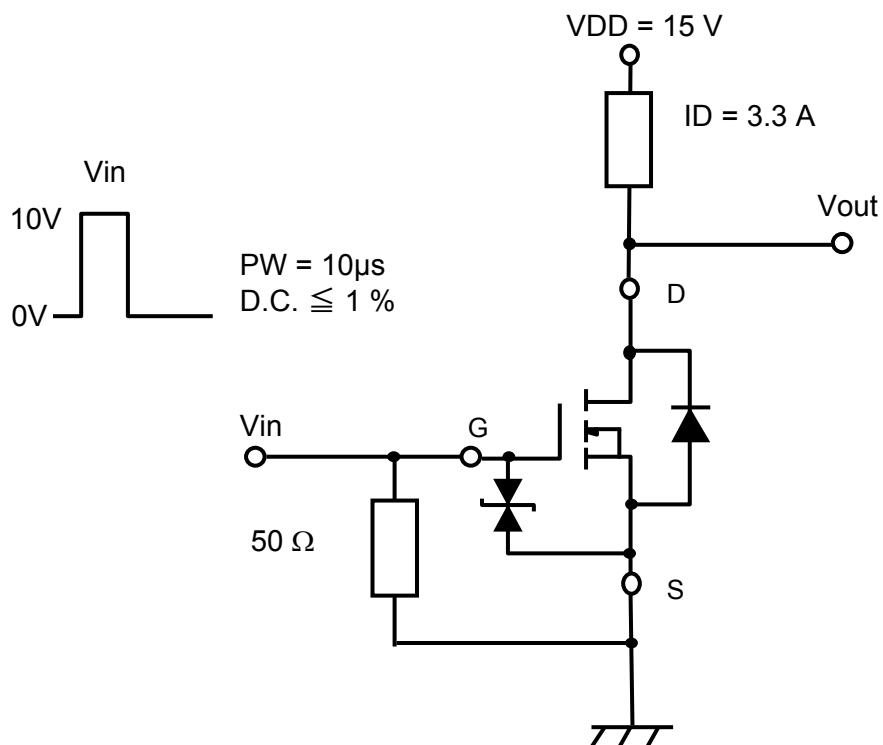 VDD = 15 V
ID = 3.3 A
Vin
10V
0V
PW = 10µs
D.C. ≦ 1 %
Vout
D
Vin
G
50 Ω
S